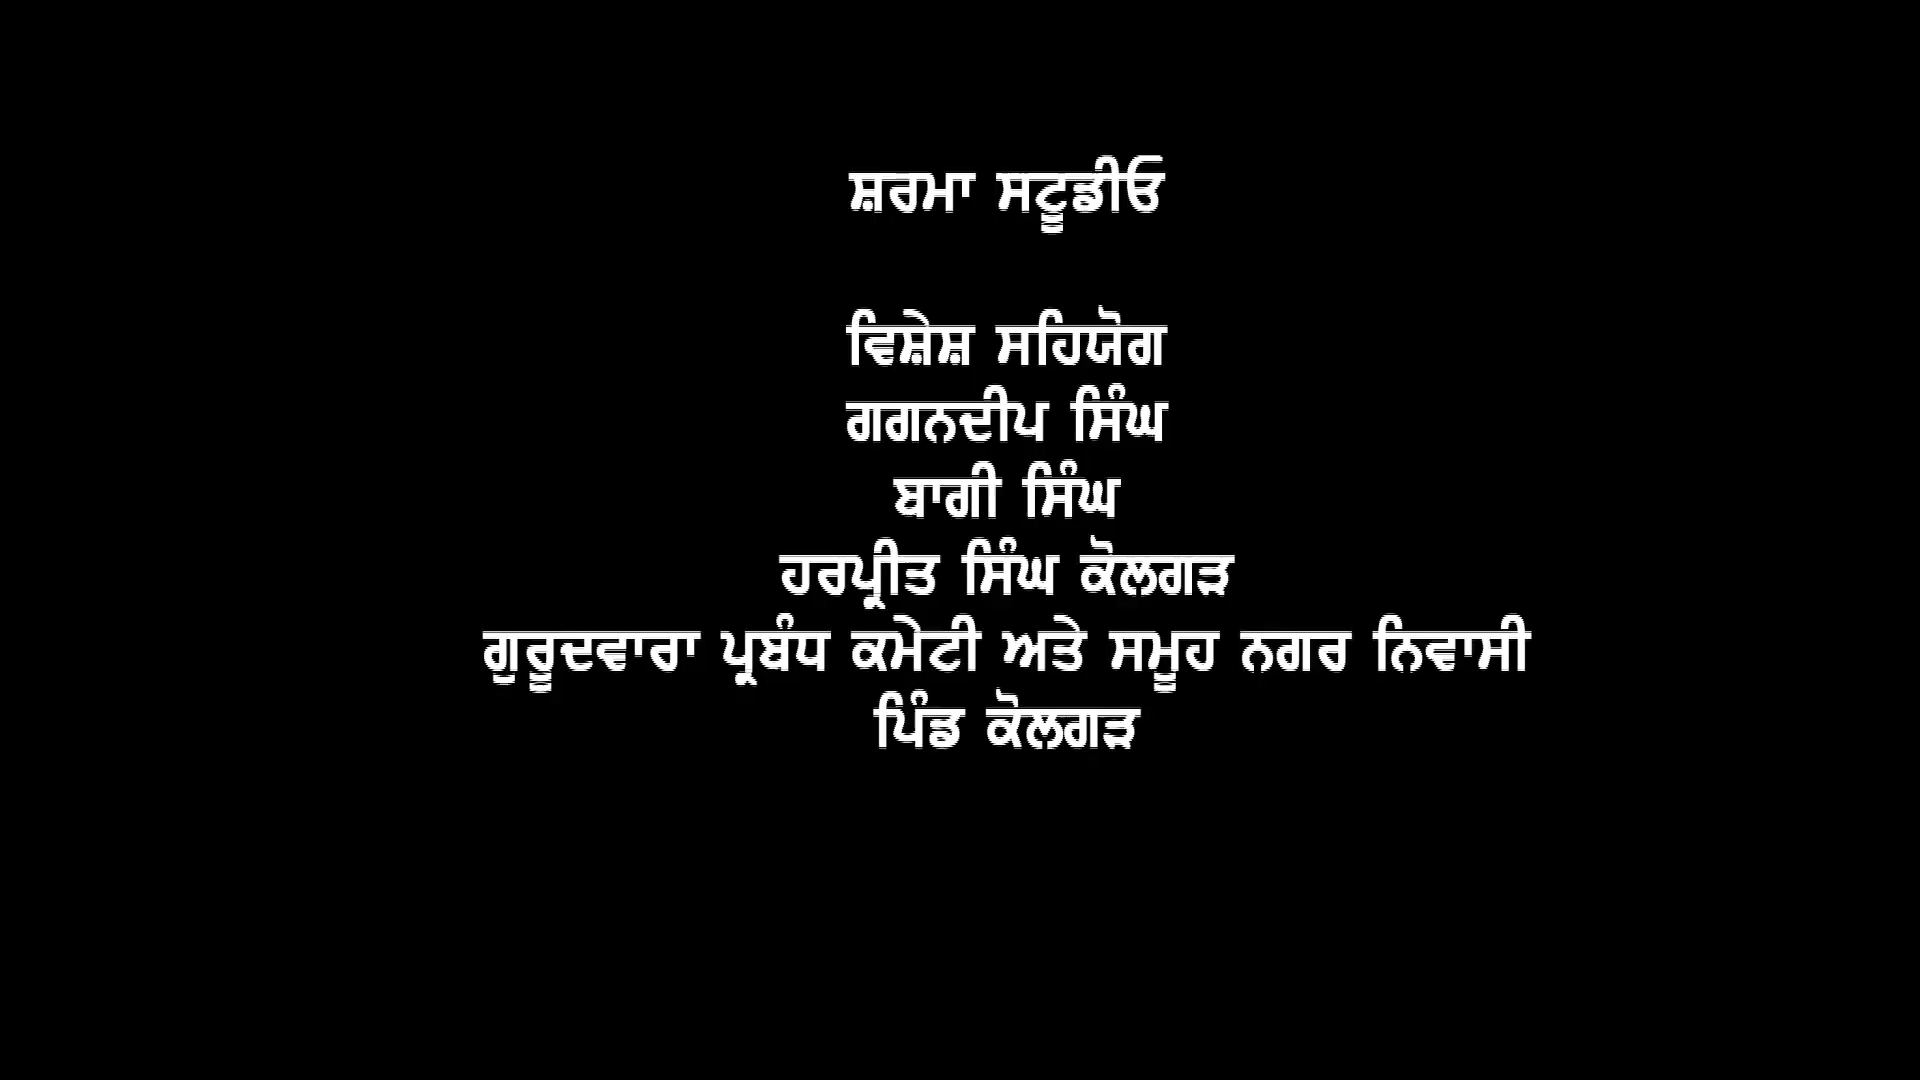 ਸ਼ਰਮਾ ਸਟੂਡੀਓ
ਵਿਸ਼ੇਸ਼ ਸਹਿਯੋਗ
ਗਗਨਦੀਪ ਸਿੰਘ
ਬਾਗੀ ਸਿੰਘ
ਹਰਪ੍ਰੀਤ ਸਿੰਘ ਕੋਲਗੜ
ਗੁਰੂਦਵਾਰਾ ਪ੍ਰਬੰਧ ਕਮੇਟੀ ਅਤੇ ਸਮੂਹ ਨਗਰ ਨਿਵਾਸੀ
ਪਿੰਡ ਕੋਲਗੜ